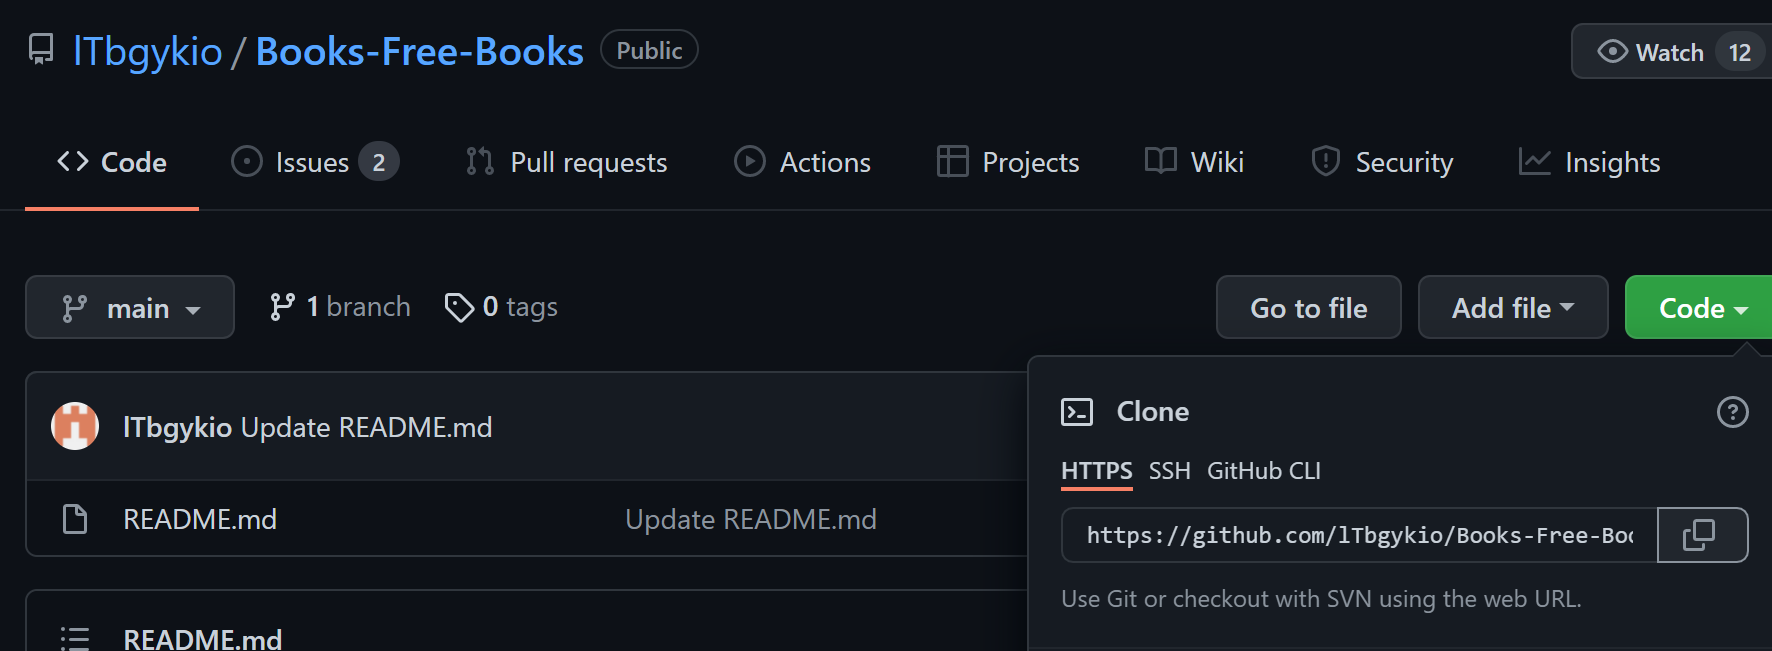 lTbgykio / Books-Free-Books Public Watch 12
Code Issues 2 Pull requests Actions Projects Wiki Security Insights
main 1 branch 0 tags Go to file Add file Code
lTbgykio Update README.md
README.md Update README.md
README.md
Clone
HTTPS SSH GitHub CLI
https://github.com/lTbgykio/Books-Free-Boo
Use Git or checkout with SVN using the web URL.